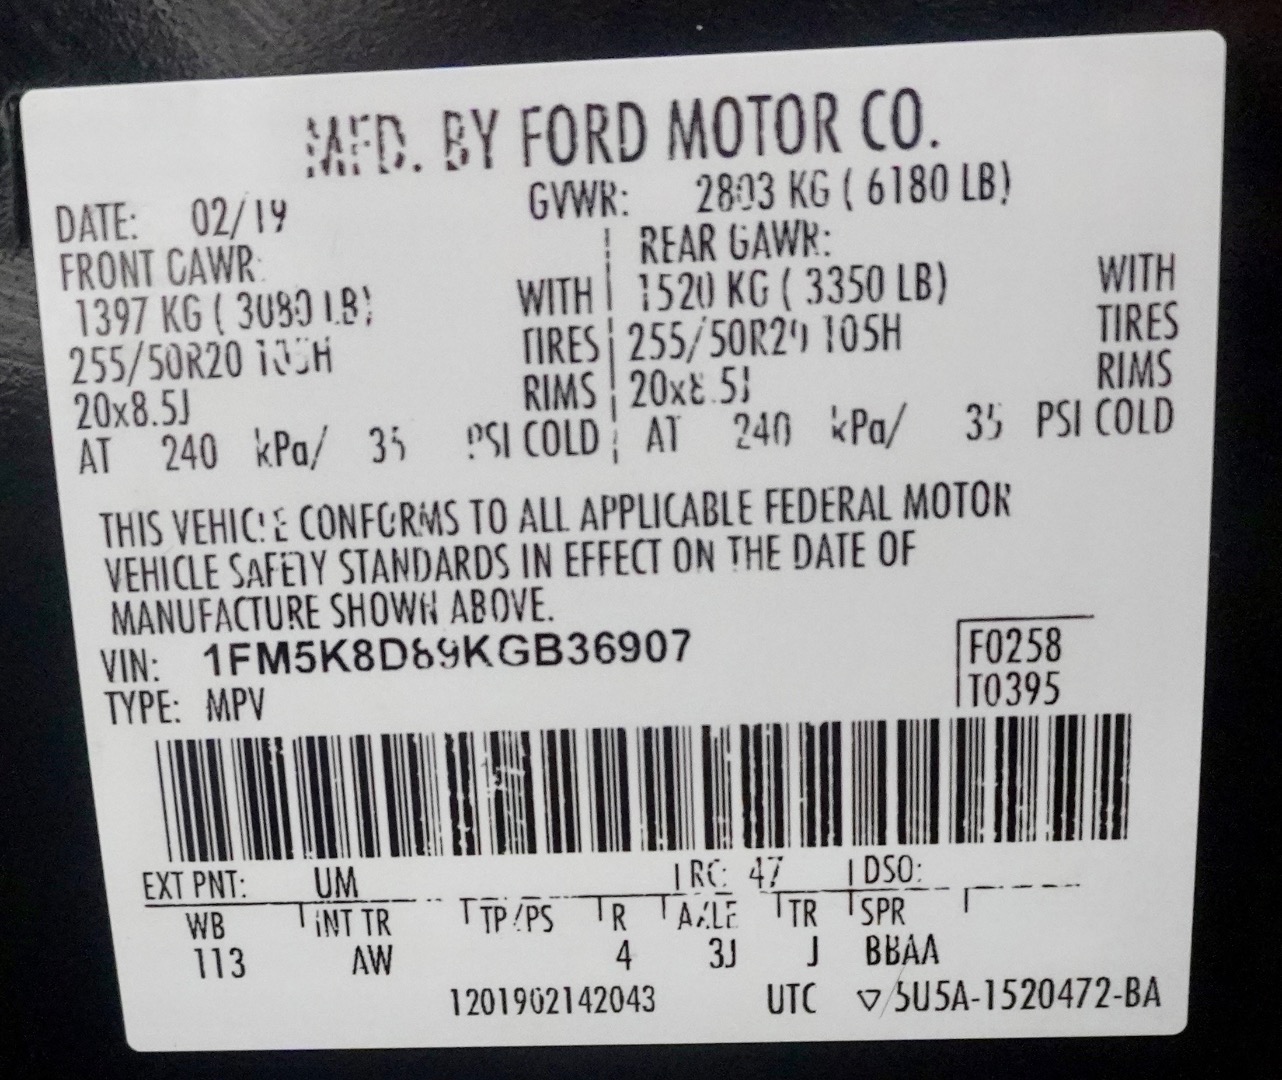 MFD. BY FORD MOTOR CO.
DATE: 02/19 GVWR: 2803 KG ( 6180 LB)
FRONT GAWR: REAR GAWR:
1397 KG ( 3080 LB) WITH 1520 KG ( 3350 LB) WITH
255/50R20 105H TIRES 255/50R20 105H TIRES
20x8.5J RIMS 20x8.5J RIMS
AT 240 kPa/ 35 PSI COLD AT 240 kPa/ 35 PSI COLD
THIS VEHICLE CONFORMS TO ALL APPLICABLE FEDERAL MOTOR
VEHICLE SAFETY STANDARDS IN EFFECT ON THE DATE OF
MANUFACTURE SHOWN ABOVE.
VIN: 1FM5K8D89KGB36907
TYPE: MPV
F0258
T0395
EXT PNT: UM RC: 47 DSO:
WB INT TR TP/PS R AXLE TR SPR
113 AW 4 3J J BBAA
1201902142043 UTC ▽5U5A-1520472-BA